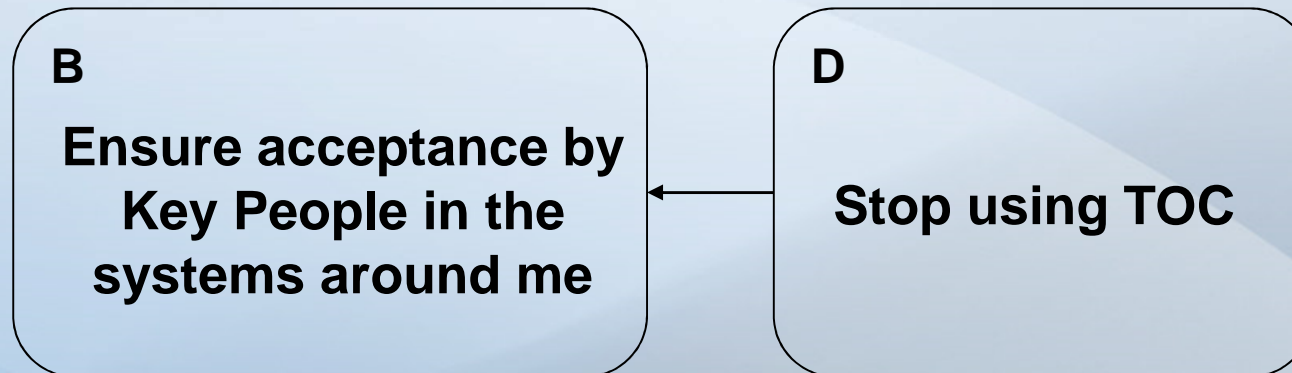 B
Ensure acceptance by
Key People in the
systems around me
D
Stop using TOC